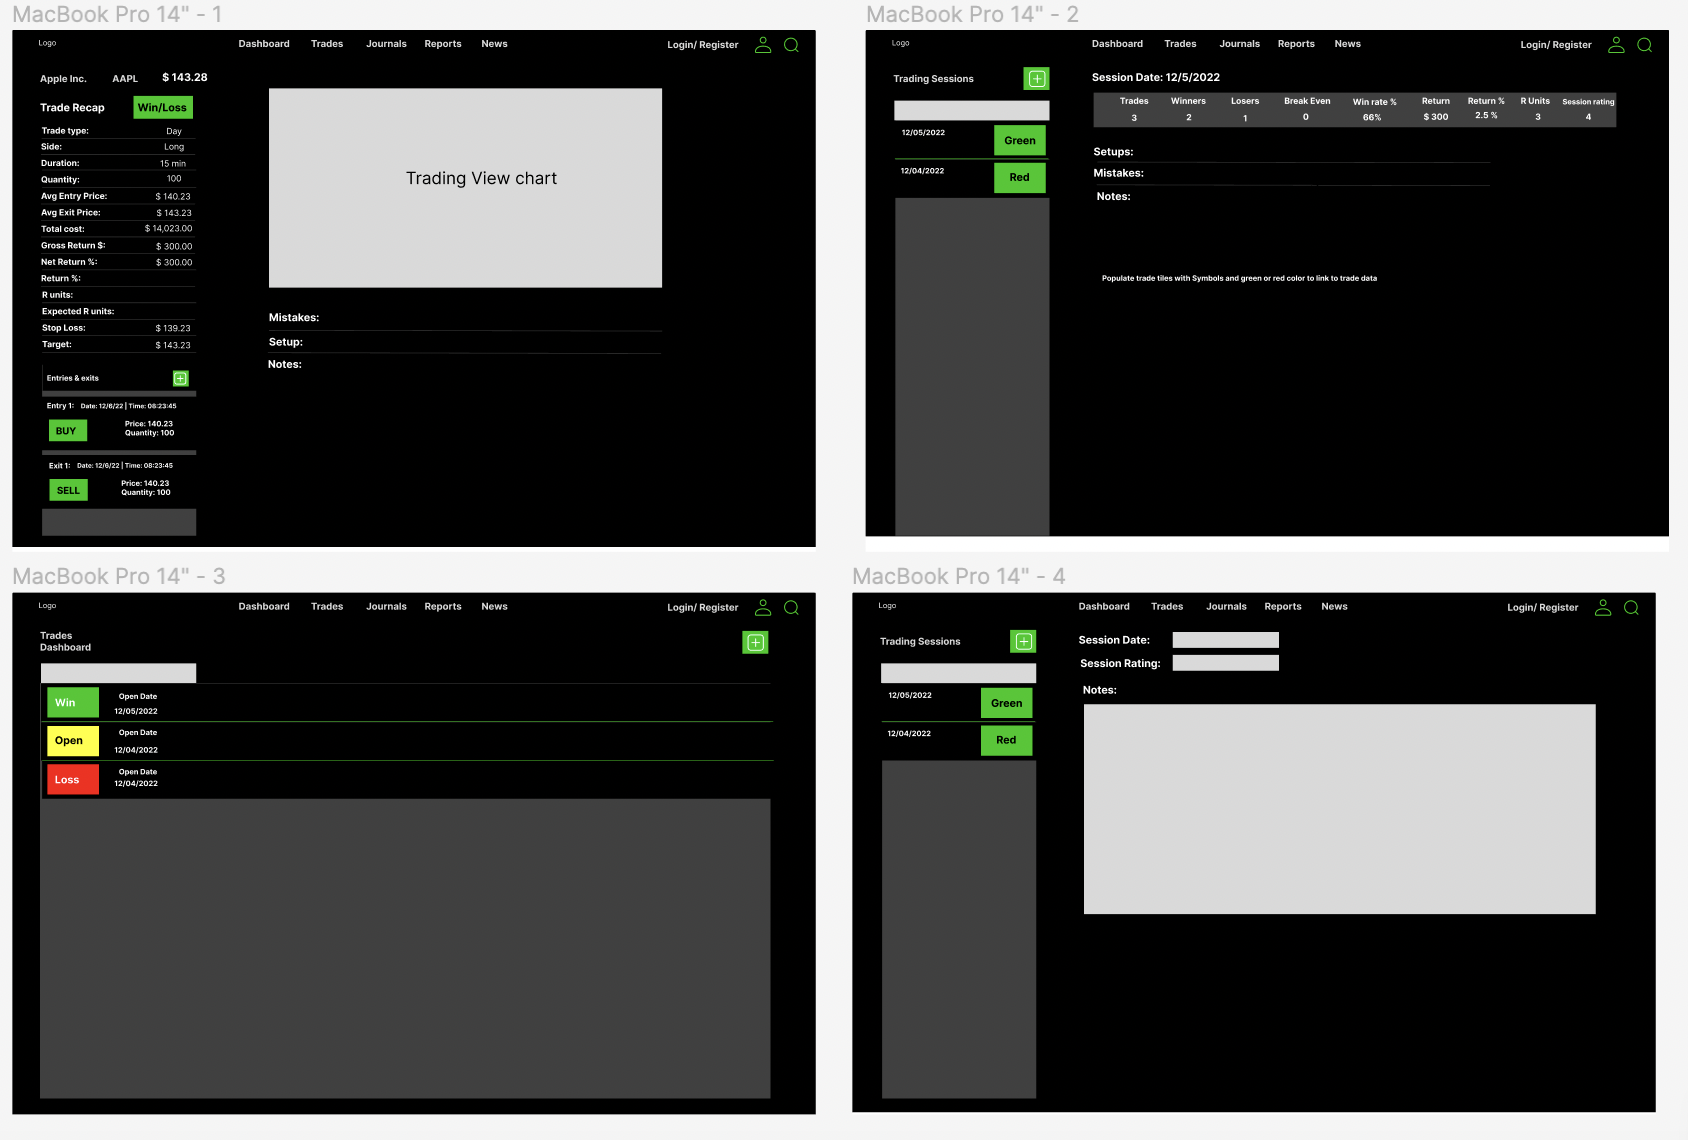 MacBook Pro 14" - 1
Logo
Dashboard Trades Journals Reports News
Login/ Register
Apple Inc. AAPL $ 143.28
Trade Recap Win/Loss
Trade type: Day
Side: Long
Duration: 15 min
Quantity: 100
Avg Entry Price: $ 140.23
Avg Exit Price: $ 143.23
Total cost: $ 14,023.00
Gross Return $: $ 300.00
Net Return %: $ 300.00
Return %:
R units:
Expected R units:
Stop Loss: $ 139.23
Target: $ 143.23
Entries & exits
Entry 1: Date: 12/6/22 | Time: 08:23:45
BUY
Price: 140.23
Quantity: 100
Exit 1: Date: 12/6/22 | Time: 08:23:45
SELL
Price: 140.23
Quantity: 100
Trading View chart
Mistakes:
Setup:
Notes:
MacBook Pro 14" - 2
Logo
Dashboard Trades Journals Reports News
Login/ Register
Trading Sessions
12/05/2022 Green
12/04/2022 Red
Session Date: 12/5/2022
Trades Winners Losers Break Even Win rate % Return Return % R Units Session rating
3 2 1 0 66% $ 300 2.5 % 3 4
Setups:
Mistakes:
Notes:
Populate trade tiles with Symbols and green or red color to link to trade data
MacBook Pro 14" - 3
Logo
Dashboard Trades Journals Reports News
Login/ Register
Trades
Dashboard
Win
Open Date
12/05/2022
Open
Open Date
12/04/2022
Loss
Open Date
12/04/2022
MacBook Pro 14" - 4
Logo
Dashboard Trades Journals Reports News
Login/ Register
Trading Sessions
12/05/2022 Green
12/04/2022 Red
Session Date:
Session Rating:
Notes: